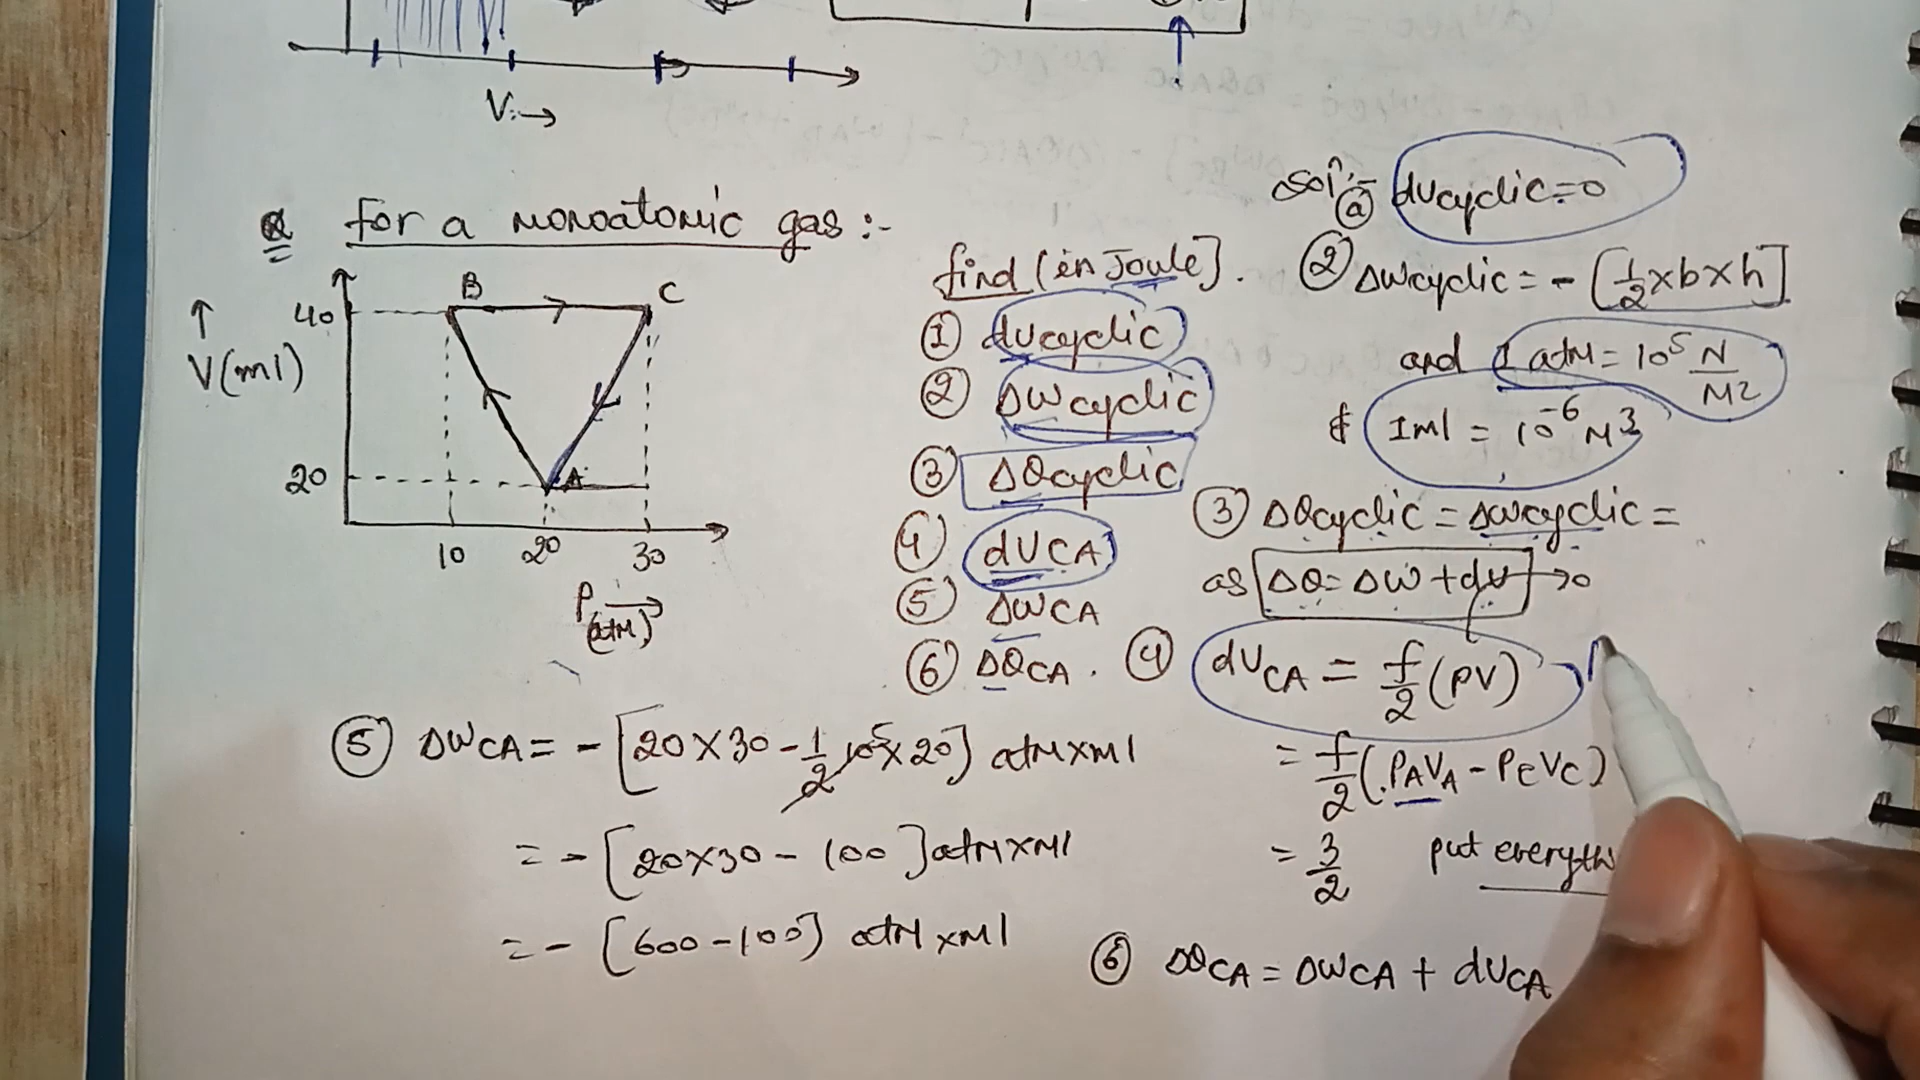 V →
Q for a monoatomic gas :-
↑
V(ml)
40
20
B
C
A
10 20 30
P →
(atm)
find (in Joule).
① dUcyclic
② ΔWcyclic
③ ΔQcyclic
④ dUCA
⑤ ΔWCA
⑥ ΔQCA .
solⁿ:- ⓐ dUcyclic = 0
② ΔWcyclic = - [1/2 × b × h]
and 1 atm = 10⁵ N/M²
& 1ml = 10⁻⁶ M³
③ ΔQcyclic = ΔWcyclic =
as ΔQ = ΔW + dU → 0
④ dUCA = f/2 (PV)
= f/2 (PAVA - PCVC)
= 3/2 put everyth
⑤ ΔWCA = - [20 × 30 - 1/2 10 5 × 20] atm × ml
= - [20 × 30 - 100] atm × ml
= - [600 - 100] atm × ml
⑥ ΔQCA = ΔWCA + dUCA